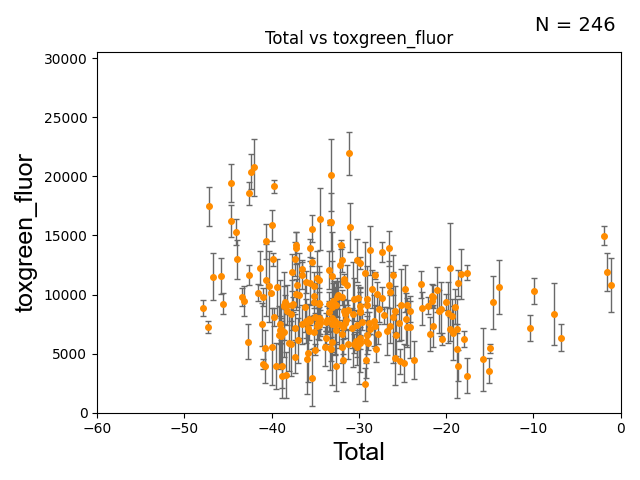 N = 246
Total vs toxgreen_fluor
30000
25000
20000
15000
10000
5000
0
toxgreen_fluor
−60 −50 −40 −30 −20 −10 0
Total